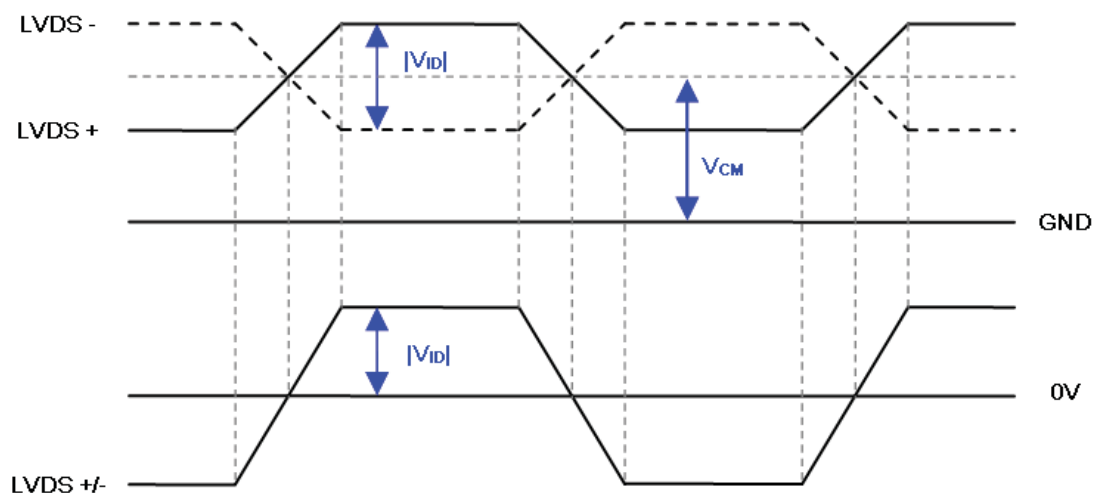 LVDS -
|VID|
LVDS +
VCM
GND
|VID|
0V
LVDS +/-